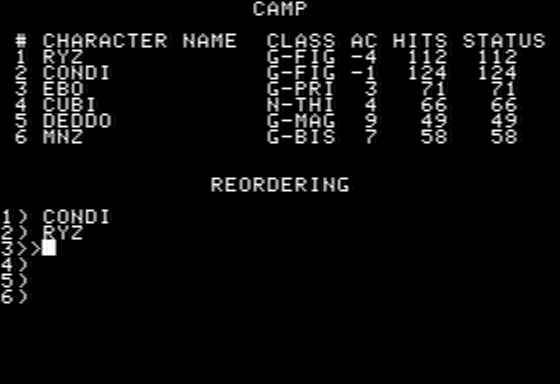 CAMP
# CHARACTER NAME CLASS AC HITS STATUS
1 RYZ G-FIG -4 112 112
2 CONDI G-FIG -1 124 124
3 EBO G-PRI 3 71 71
4 CUBI N-THI 4 66 66
5 DEDDO G-MAG 9 49 49
6 MNZ G-BIS 7 58 58
REORDERING
1) CONDI
2) RYZ
3)>>
4)
5)
6)